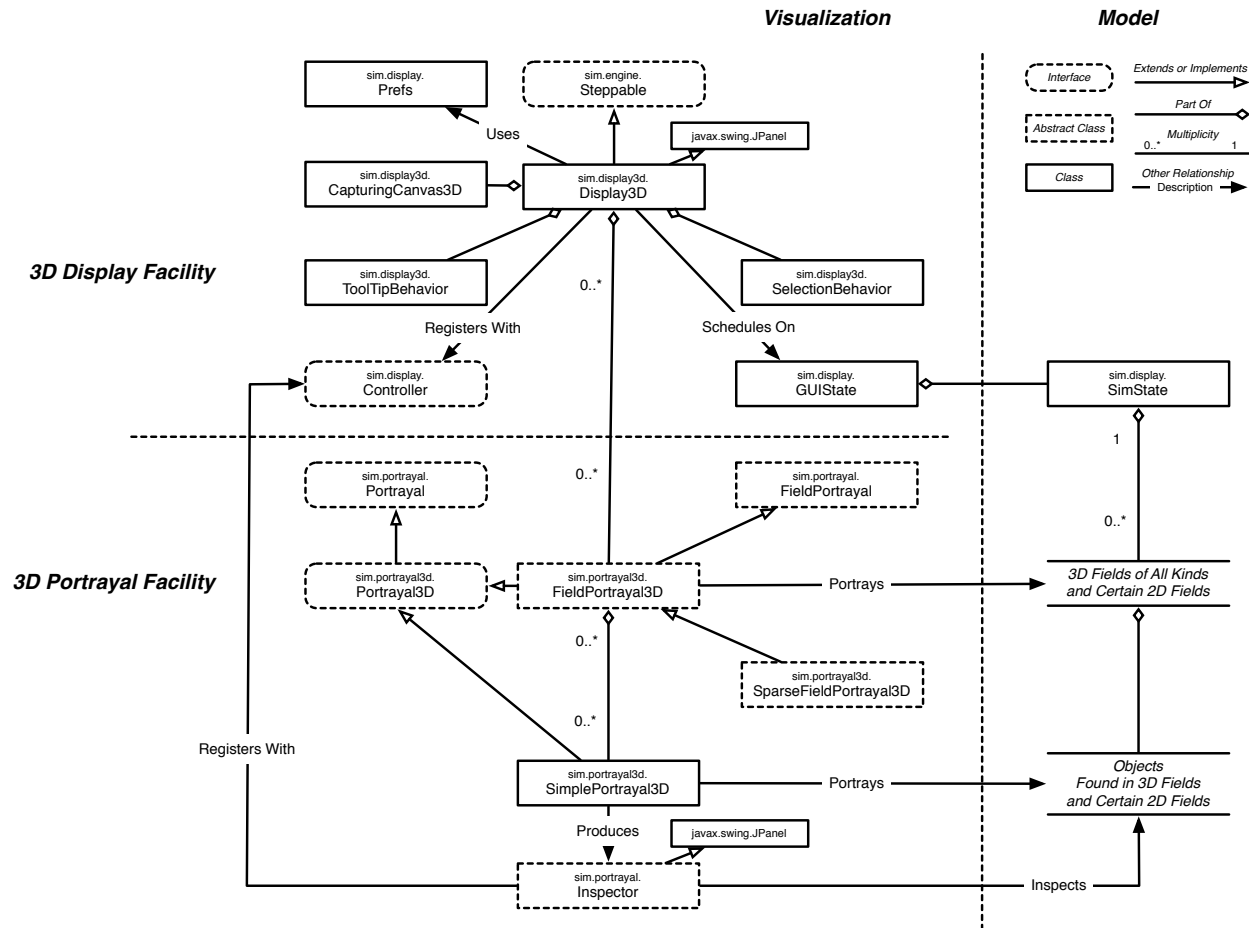 Visualization
Model
sim.display.
Prefs
sim.engine.
Steppable
Interface
Extends or Implements
Uses
javax.swing.JPanel
Part Of
Abstract Class
Multiplicity
0..*
1
sim.display3d.
CapturingCanvas3D
sim.display3d.
Display3D
Class
Other Relationship
Description
3D Display Facility
sim.display3d.
ToolTipBehavior
0..*
sim.display3d.
SelectionBehavior
Registers With
Schedules On
sim.display.
Controller
sim.display.
GUIState
sim.display.
SimState
1
sim.portrayal.
Portrayal
0..*
sim.portrayal.
FieldPortrayal
0..*
3D Portrayal Facility
sim.portrayal3d.
Portrayal3D
sim.portrayal3d.
FieldPortrayal3D
Portrays
3D Fields of All Kinds
and Certain 2D Fields
0..*
sim.portrayal3d.
SparseFieldPortrayal3D
0..*
Registers With
sim.portrayal3d.
SimplePortrayal3D
Portrays
Objects
Found in 3D Fields
and Certain 2D Fields
Produces
javax.swing.JPanel
sim.portrayal.
Inspector
Inspects